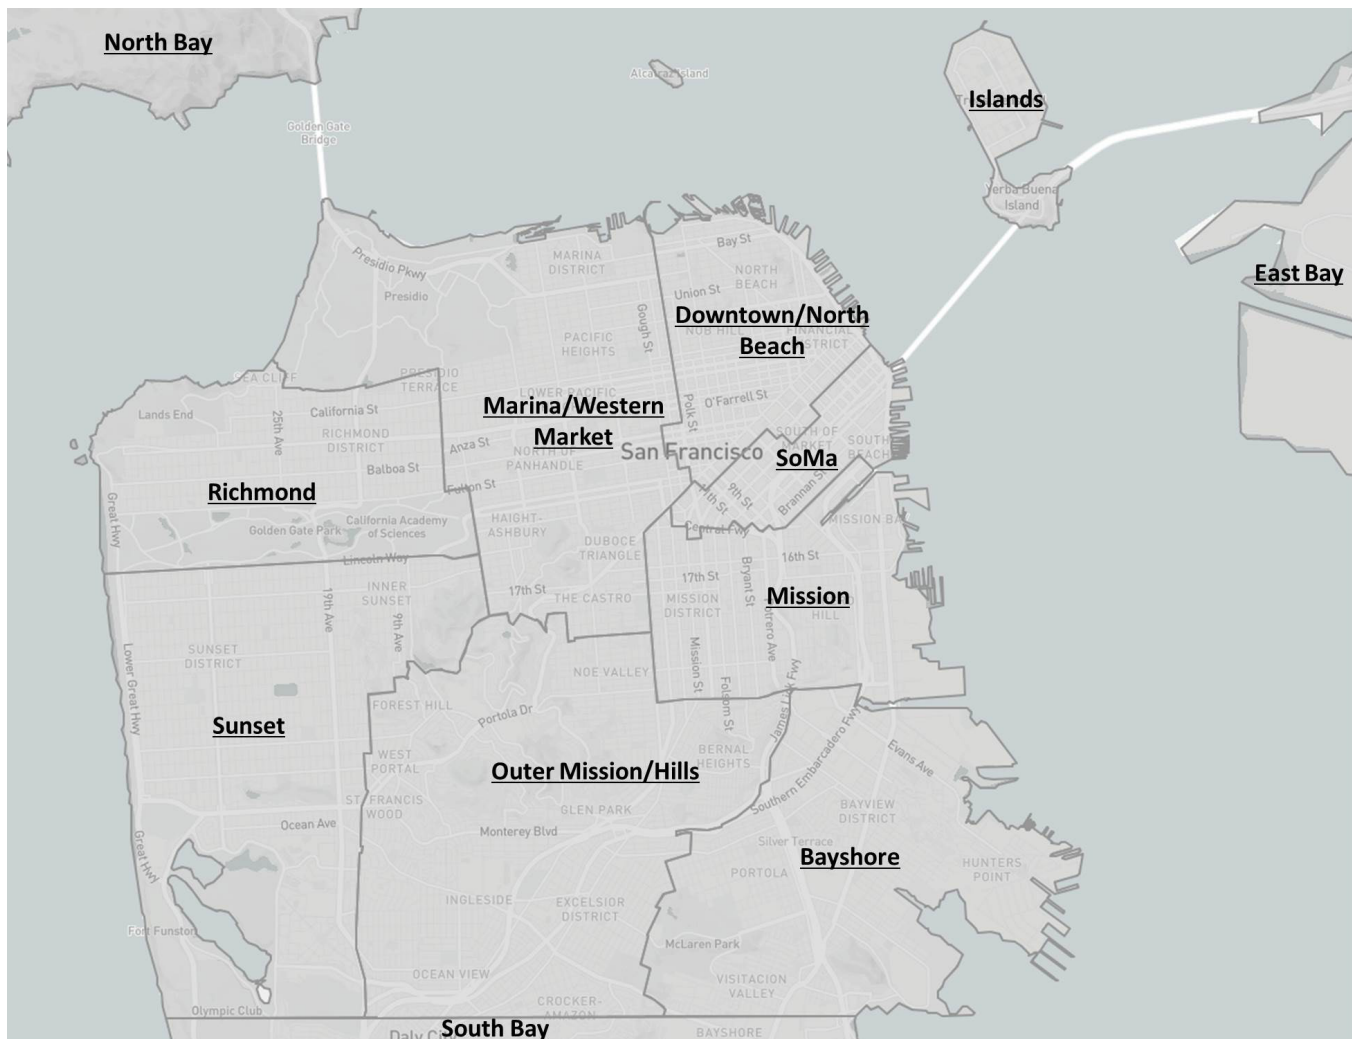 North Bay
Alcatraz Island
Islands
Golden Gate
Bridge
Yerba Buena
Island
East Bay
Bay St
MARINA
DISTRICT
Presidio Pkwy
NORTH
BEACH
Presidio
Union St
Gough St
Downtown/North
Beach
NOB HILL
FINANCIAL
DISTRICT
PACIFIC
HEIGHTS
SEA CLIFF
PRESIDIO
TERRACE
LOWER PACIFIC
Marina/Western
Market
O'Farrell St
Polk St
Lands End
California St
25th Ave
RICHMOND
DISTRICT
Anza St
NORTH OF
PANHANDLE
San Francisco
SOUTH OF
MARKET
SOUTH
BEACH
SoMa
Balboa St
Richmond
Fulton St
9th St
11th St
Brannan St
Great Hwy
Golden Gate Park
California Academy
of Sciences
HAIGHT-
ASHBURY
Central Fwy
MISSION BAY
DUBOCE
TRIANGLE
Lincoln Way
16th St
INNER
SUNSET
17th St
17th St
Bryant St
THE CASTRO
MISSION
DISTRICT
Mission
HILL
19th Ave
9th Ave
Potrero Ave
SUNSET
DISTRICT
Lower Great Hwy
NOE VALLEY
Mission St
Folsom St
James Lick Fwy
FOREST HILL
Portola Dr
Sunset
WEST
PORTAL
BERNAL
HEIGHTS
Southern Embarcadero Fwy
Evans Ave
Outer Mission/Hills
ST. FRANCIS
WOOD
GLEN PARK
BAYVIEW
DISTRICT
Ocean Ave
Monterey Blvd
Silver Terrace
Great Hwy
Bayshore
PORTOLA
HUNTERS
POINT
INGLESIDE
EXCELSIOR
DISTRICT
Fort Funston
McLaren Park
OCEAN VIEW
VISITACION
VALLEY
Olympic Club
CROCKER-
AMAZON
South Bay
Daly City
BAYSHORE